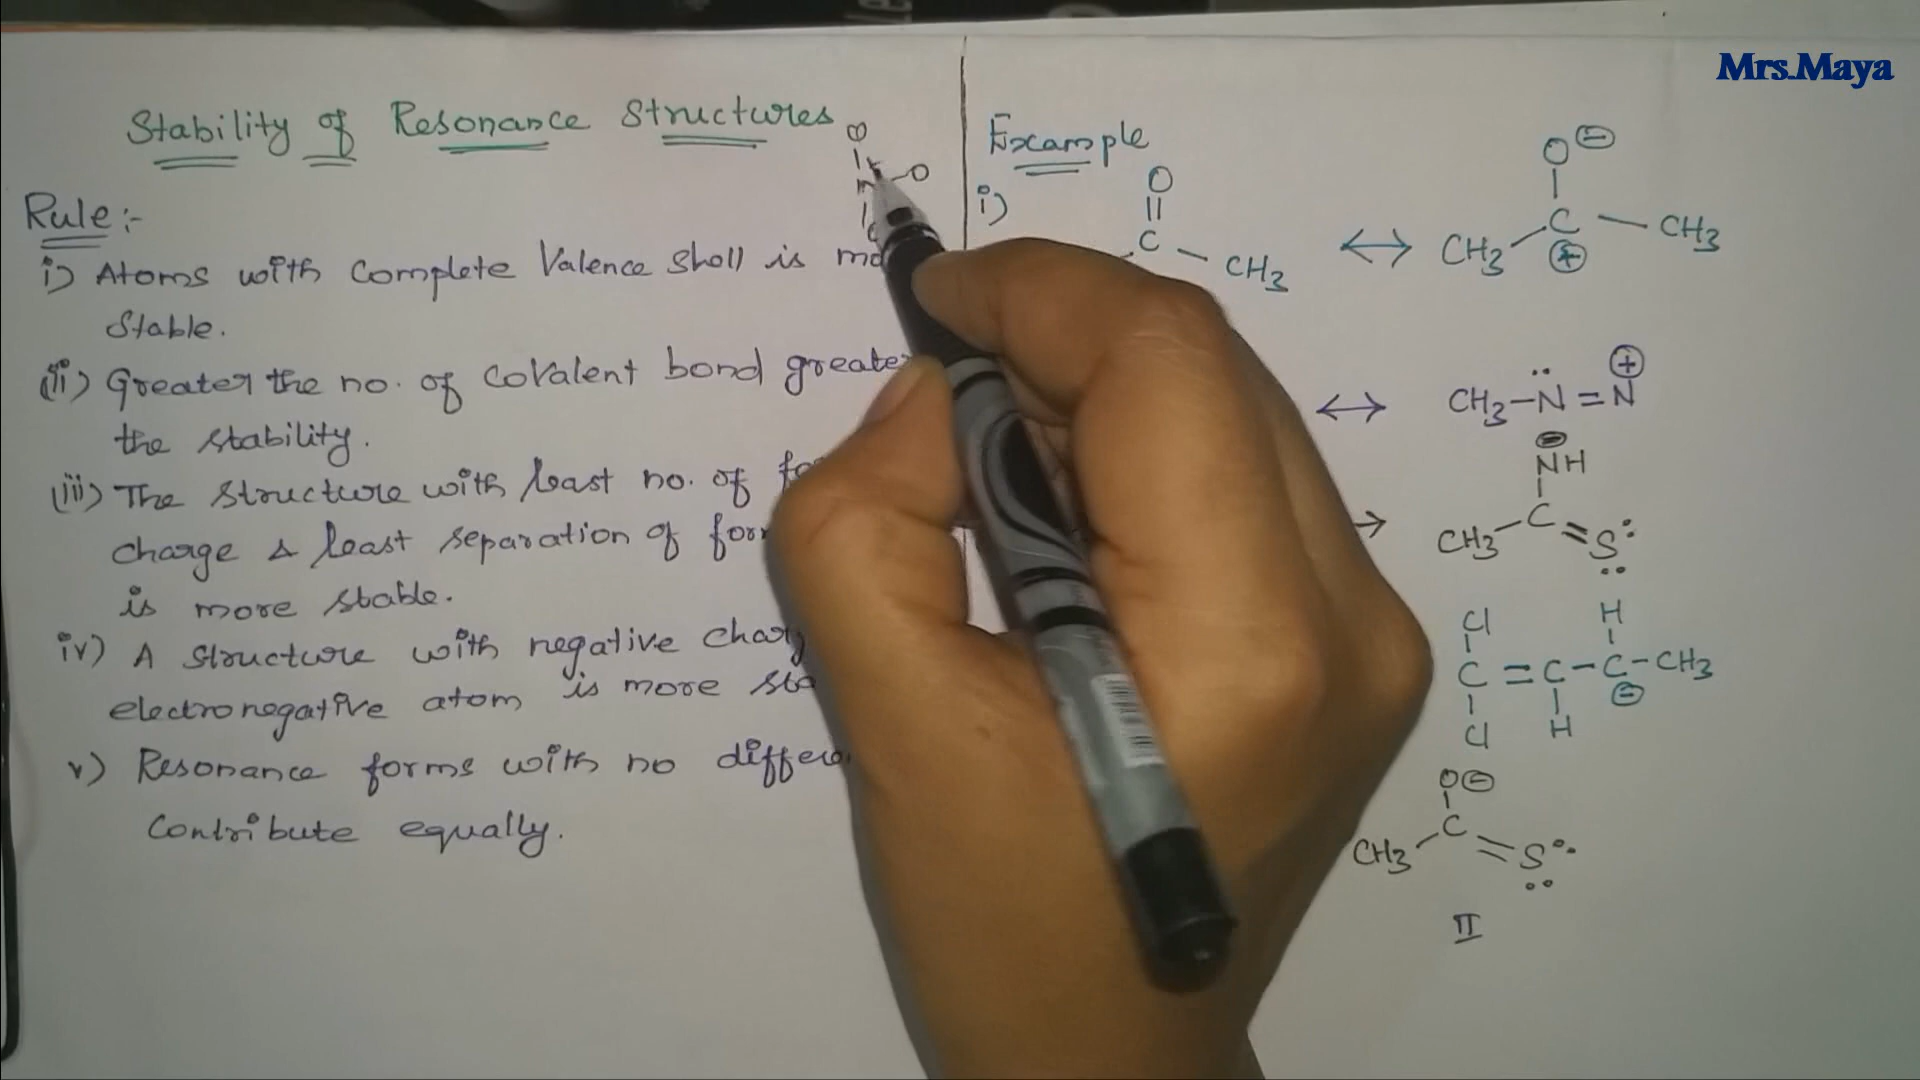 Mrs.Maya
Stability of Resonance Structures
Rule:-
i) Atoms with complete Valence shell is
stable.
(ii) Greater the no. of covalent bond greater
the stability.
(iii) The structure with least no. of
charge & least separation of
is more stable.
iv) A structure with negative
electronegative atom is more
v) Resonance forms with no
contribute equally.
O
N-O
Example
i)
O
||
C - CH3
↔
O ⊖
|
CH3 - C - CH3
⊕
↔
CH3-N̈=N
⊕
⊖
NH
|
CH3-C=S
→
Cl H
| |
C = C - C - CH3
| | ⊖
Cl H
O⊖
|
CH3 - C = S
II